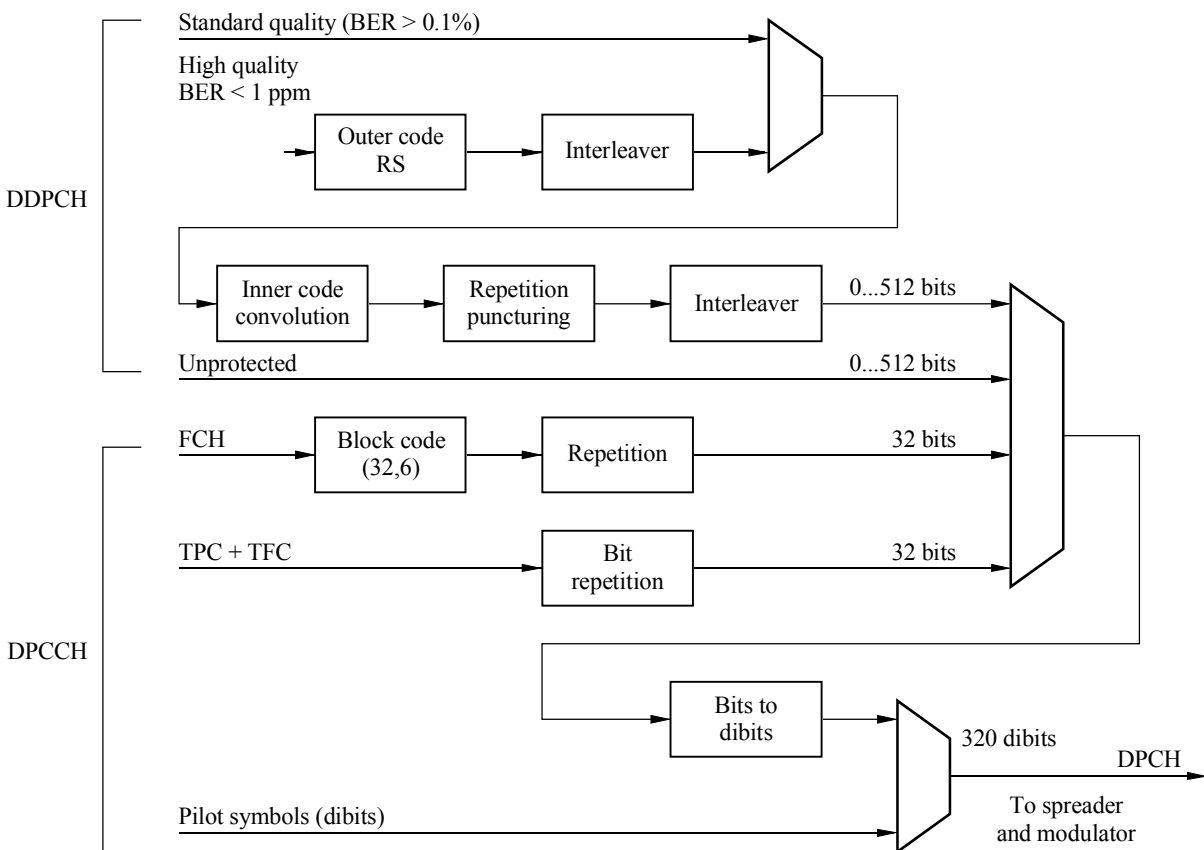 Standard quality (BER > 0.1%)
High quality
BER < 1 ppm
Outer code
RS
Interleaver
DDPCH
Inner code
convolution
Repetition
puncturing
Interleaver
0...512 bits
Unprotected
0...512 bits
FCH
Block code
(32,6)
Repetition
32 bits
TPC + TFC
Bit
repetition
32 bits
DPCCH
Bits to
dibits
320 dibits
DPCH
Pilot symbols (dibits)
To spreader
and modulator